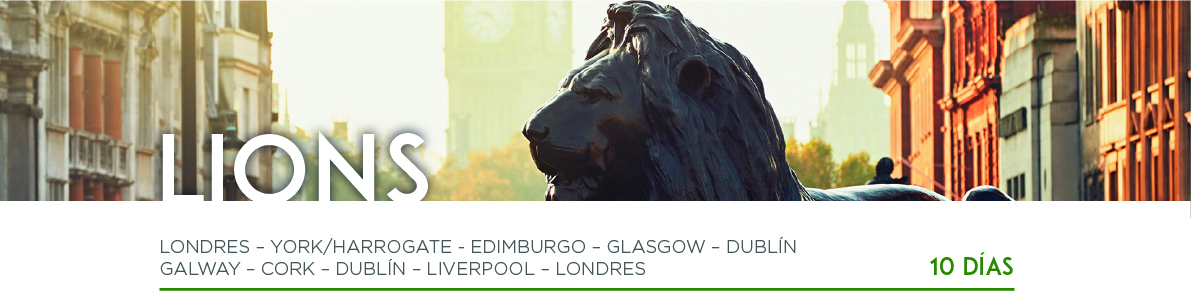 LIONS
LONDRES – YORK/HARROGATE - EDIMBURGO – GLASGOW – DUBLÍN
GALWAY – CORK – DUBLÍN – LIVERPOOL – LONDRES
10 DÍAS